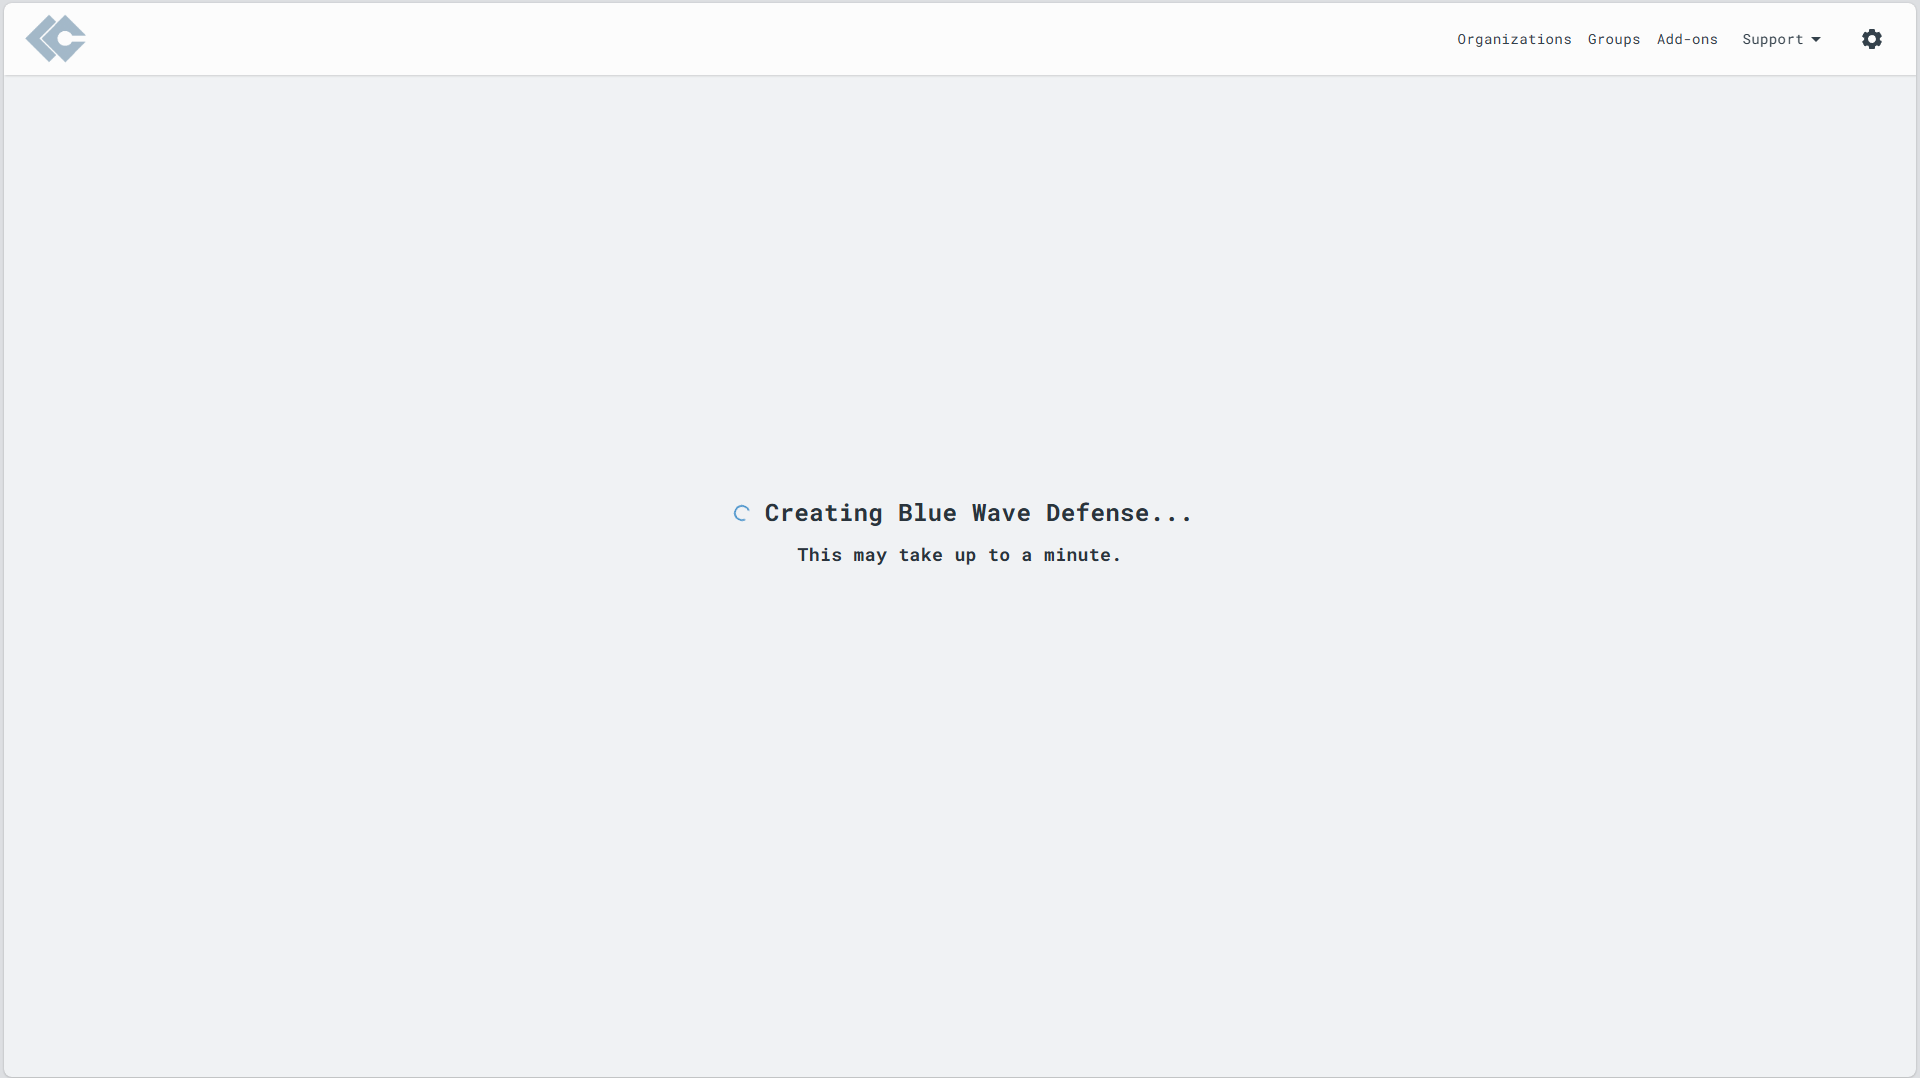 Organizations Groups Add-ons Support
Creating Blue Wave Defense...
This may take up to a minute.